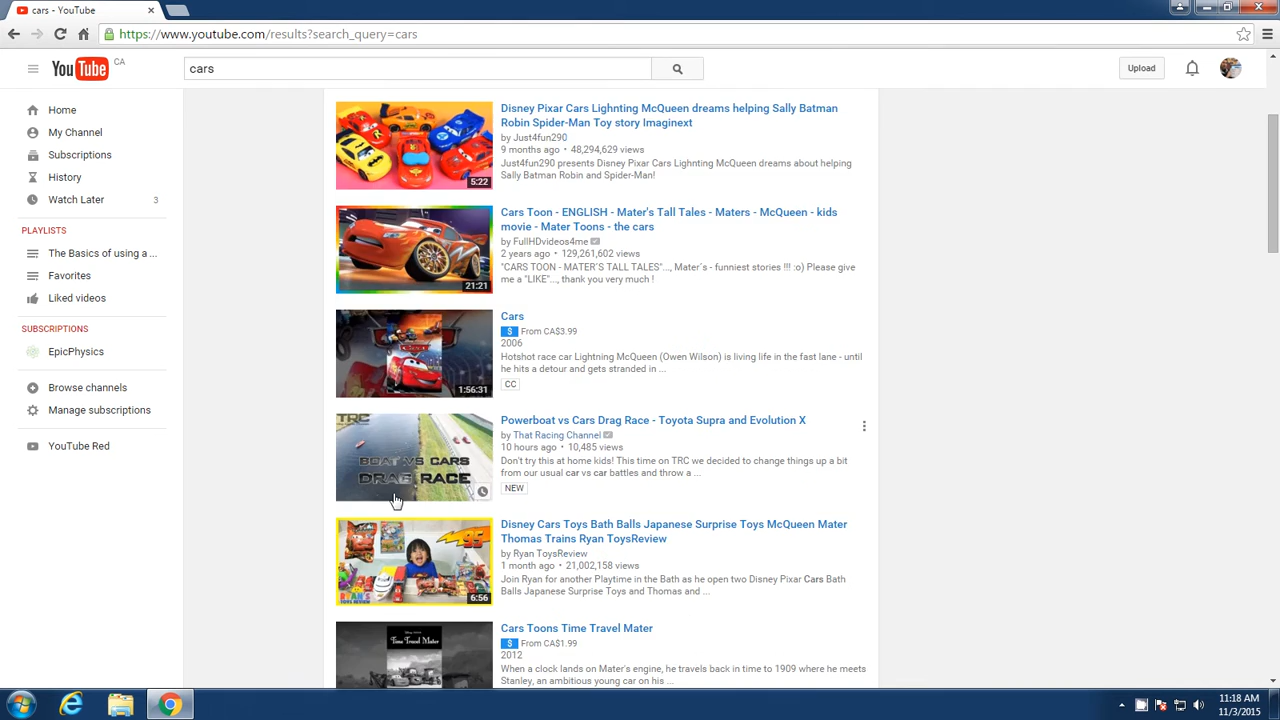 cars - YouTube
https://www.youtube.com/results?search_query=cars
YouTube CA
cars
Upload
Home
My Channel
Subscriptions
History
Watch Later 3
PLAYLISTS
The Basics of using a ...
Favorites
Liked videos
SUBSCRIPTIONS
EpicPhysics
Browse channels
Manage subscriptions
YouTube Red
5:22
Disney Pixar Cars Lighnting McQueen dreams helping Sally Batman
Robin Spider-Man Toy story Imaginext
by Just4fun290
9 months ago • 48,294,629 views
Just4fun290 presents Disney Pixar Cars Lighnting McQueen dreams about helping
Sally Batman Robin and Spider-Man!
21:21
Cars Toon - ENGLISH - Mater's Tall Tales - Maters - McQueen - kids
movie - Mater Toons - the cars
by FullHDvideos4me
2 years ago • 129,261,602 views
"CARS TOON - MATER´S TALL TALES"..., Mater´s - funniest stories !!! :o) Please give
me a "LIKE"..., thank you very much !
1:56:31
Cars
$ From CA$3.99
2006
Hotshot race car Lightning McQueen (Owen Wilson) is living life in the fast lane - until
he hits a detour and gets stranded in ...
CC
TRC
BOAT VS CARS
DRAG RACE
Powerboat vs Cars Drag Race - Toyota Supra and Evolution X
by That Racing Channel
10 hours ago • 10,485 views
Don't try this at home kids! This time on TRC we decided to change things up a bit
from our usual car vs car battles and throw a ...
NEW
95
RYAN'S
TOYS REVIEW
6:56
Disney Cars Toys Bath Balls Japanese Surprise Toys McQueen Mater
Thomas Trains Ryan ToysReview
by Ryan ToysReview
1 month ago • 21,002,158 views
Join Ryan for another Playtime in the Bath as he open two Disney Pixar Cars Bath
Balls Japanese Surprise Toys and Thomas and ...
Time Travel Mater
Cars Toons Time Travel Mater
$ From CA$1.99
2012
When a clock lands on Mater's engine, he travels back in time to 1909 where he meets
Stanley, an ambitious young car on his ...
11:18 AM
11/3/2015